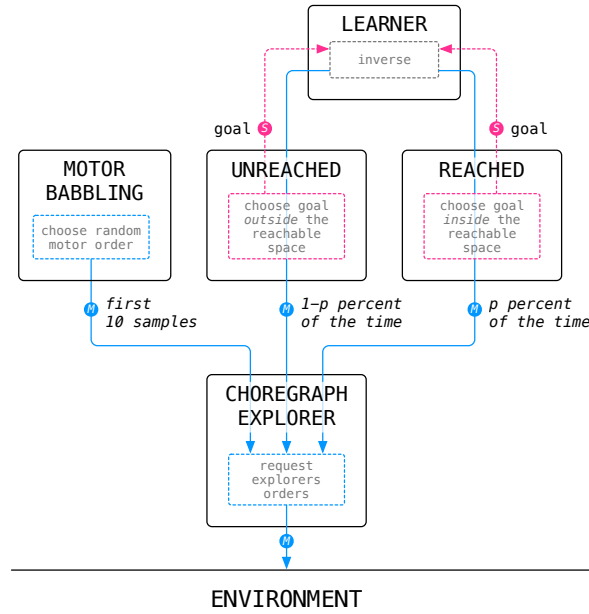 LEARNER
inverse
goal
S
S
goal
MOTOR
BABBLING
choose random
motor order
UNREACHED
choose goal
outside the
reachable
space
REACHED
choose goal
inside the
reachable
space
M
first
10 samples
M
1–p percent
of the time
M
p percent
of the time
CHOREGRAPH
EXPLORER
request
explorers
orders
M
ENVIRONMENT